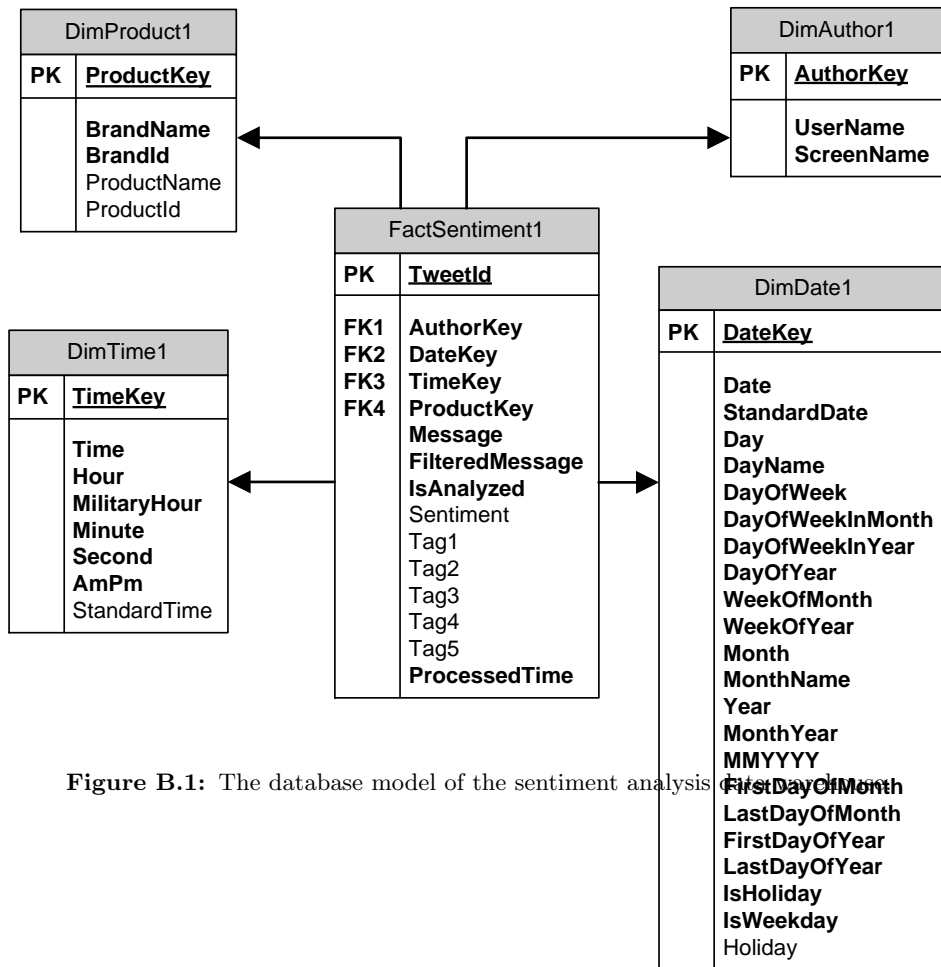 DimProduct1
PK ProductKey
BrandName
BrandId
ProductName
ProductId
DimAuthor1
PK AuthorKey
UserName
ScreenName
FactSentiment1
PK TweetId
FK1 AuthorKey
FK2 DateKey
FK3 TimeKey
FK4 ProductKey
Message
FilteredMessage
IsAnalyzed
Sentiment
Tag1
Tag2
Tag3
Tag4
Tag5
ProcessedTime
DimTime1
PK TimeKey
Time
Hour
MilitaryHour
Minute
Second
AmPm
StandardTime
DimDate1
PK DateKey
Date
StandardDate
Day
DayName
DayOfWeek
DayOfWeekInMonth
DayOfWeekInYear
DayOfYear
WeekOfMonth
WeekOfYear
Month
MonthName
Year
MonthYear
MMYYYY
FirstDayOfMonth
LastDayOfMonth
FirstDayOfYear
LastDayOfYear
IsHoliday
IsWeekday
Holiday
Figure B.1: The database model of the sentiment analysis data warehouse.